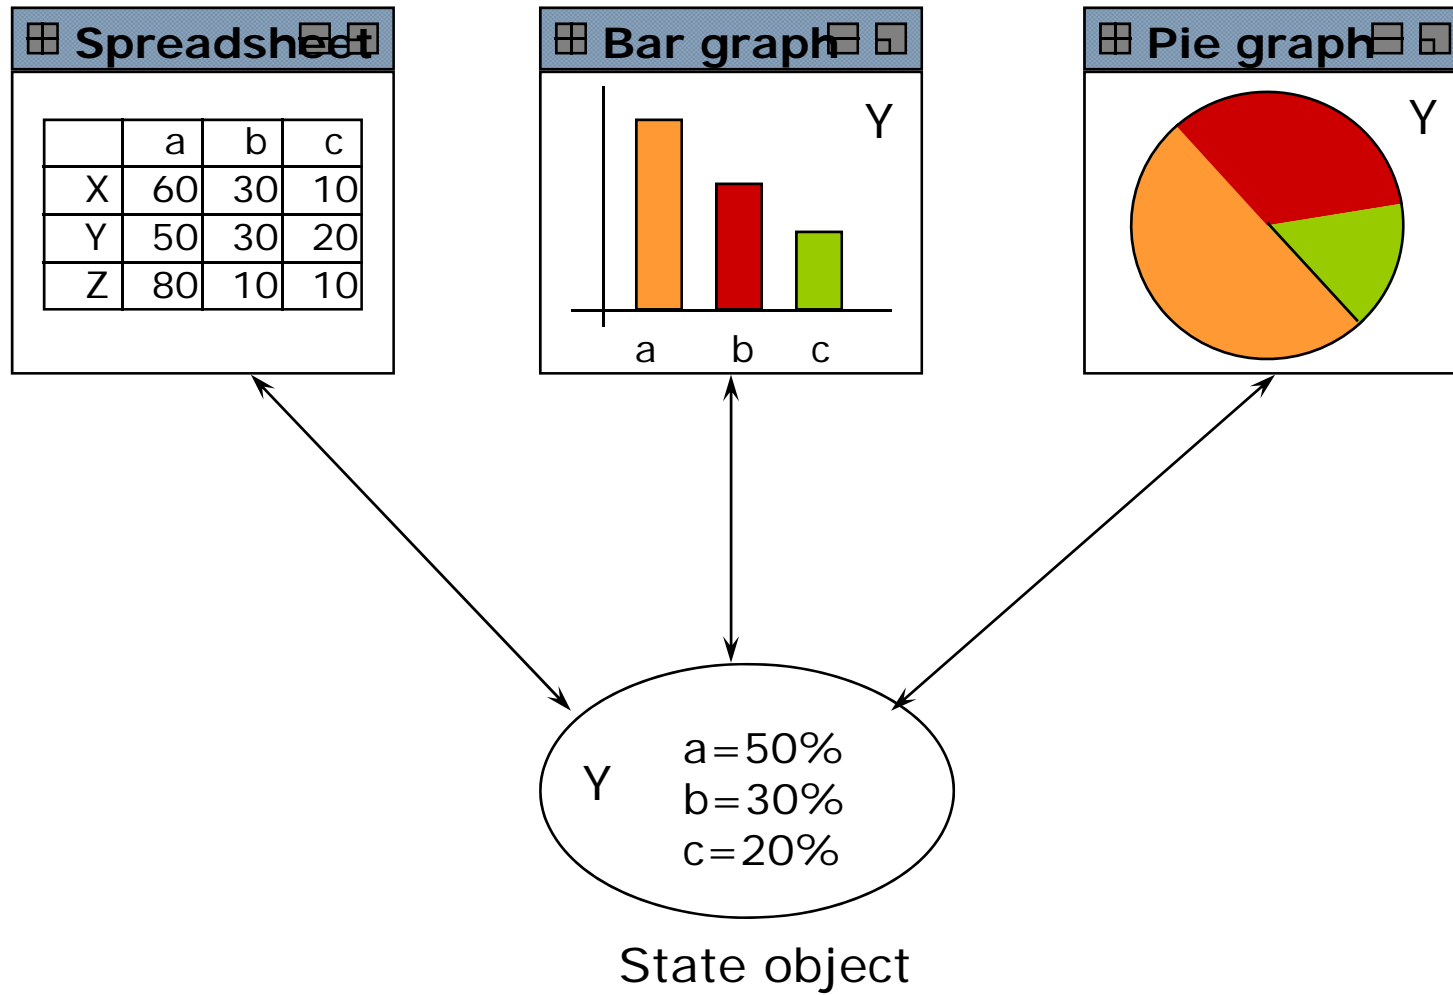 Spreadsheet
a b c
X 60 30 10
Y 50 30 20
Z 80 10 10
Bar graph
Y
a b c
Pie graph
Y
Y
a=50%
b=30%
c=20%
State object